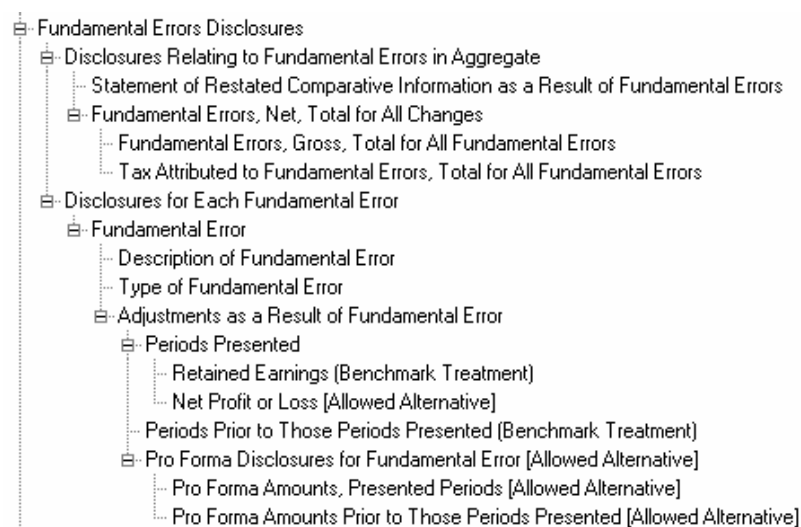 Fundamental Errors Disclosures
Disclosures Relating to Fundamental Errors in Aggregate
Statement of Restated Comparative Information as a Result of Fundamental Errors
Fundamental Errors, Net, Total for All Changes
Fundamental Errors, Gross, Total for All Fundamental Errors
Tax Attributed to Fundamental Errors, Total for All Fundamental Errors
Disclosures for Each Fundamental Error
Fundamental Error
Description of Fundamental Error
Type of Fundamental Error
Adjustments as a Result of Fundamental Error
Periods Presented
Retained Earnings (Benchmark Treatment)
Net Profit or Loss [Allowed Alternative]
Periods Prior to Those Periods Presented (Benchmark Treatment)
Pro Forma Disclosures for Fundamental Error [Allowed Alternative]
Pro Forma Amounts, Presented Periods [Allowed Alternative]
Pro Forma Amounts Prior to Those Periods Presented [Allowed Alternative]